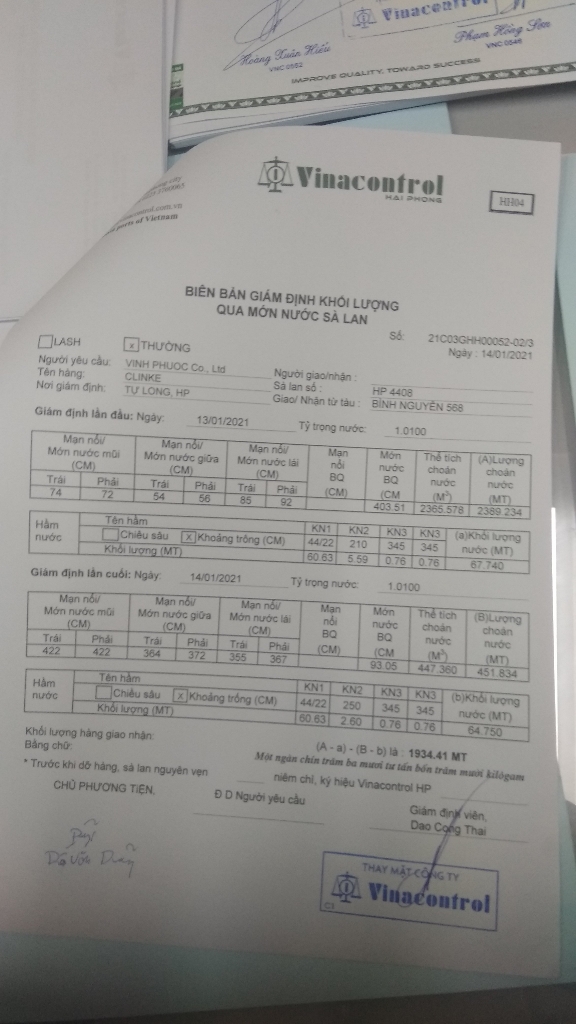 Vinacontrol
Hoàng Xuân Hiếu
VNC 0552
Phạm Hồng Sơn
VNC 0546
IMPROVE QUALITY, TOWARD SUCCESS
Vinacontrol
HAI PHONG
HH04
ports of Vietnam
BIÊN BẢN GIÁM ĐỊNH KHỐI LƯỢNG
QUA MỚN NƯỚC SÀ LAN
Số: 21C03GHH00052-02/3
Ngày : 14/01/2021
LASH x THƯỜNG
Người yêu cầu: VINH PHUOC Co., Ltd Người giao/nhận :
Tên hàng: CLINKE Sà lan số : HP 4408
Nơi giám định: TỰ LONG, HP Giao/ Nhận từ tàu : BÌNH NGUYÊN 568
Giám định lần đầu: Ngày: 13/01/2021 Tỷ trọng nước: 1.0100
Mạn nổi/ Mớn nước mũi (CM) Mạn nổi/ Mớn nước giữa (CM) Mạn nổi/ Mớn nước lái (CM) Mạn nổi BQ (CM) Mớn nước BQ (CM Thể tích choán nước (M³) (A)Lượng choán nước (MT)
Trái Phải Trái Phải Trái Phải
74 72 54 56 85 92 403.51 2365.578 2389.234
Hầm nước Tên hầm KN1 KN2 KN3 KN3 (a)Khối lượng nước (MT)
Chiều sâu x Khoảng trống (CM) 44/22 210 345 345
Khối lượng (MT) 60.63 5.59 0.76 0.76 67.740
Giám định lần cuối: Ngày: 14/01/2021 Tỷ trọng nước: 1.0100
Mạn nổi/ Mớn nước mũi (CM) Mạn nổi/ Mớn nước giữa (CM) Mạn nổi/ Mớn nước lái (CM) Mạn nổi BQ (CM) Mớn nước BQ (CM Thể tích choán nước (M³) (B)Lượng choán nước (MT)
Trái Phải Trái Phải Trái Phải
422 422 364 372 355 367 93.05 447.360 451.834
Hầm nước Tên hầm KN1 KN2 KN3 KN3 (b)Khối lượng nước (MT)
Chiều sâu x Khoảng trống (CM) 44/22 250 345 345
Khối lượng (MT) 60.63 2.60 0.76 0.76 64.750
Khối lượng hàng giao nhận: (A - a) - (B - b) là : 1934.41 MT
Bằng chữ: Một ngàn chín trăm ba mươi tư tấn bốn trăm mười kilôgam
* Trước khi dỡ hàng, sà lan nguyên vẹn niêm chì, ký hiệu Vinacontrol HP
CHỦ PHƯƠNG TIỆN, Đ D Người yêu cầu Giám định viên,
Dao Cong Thai
THAY MẶT CÔNG TY
Vinacontrol
C1